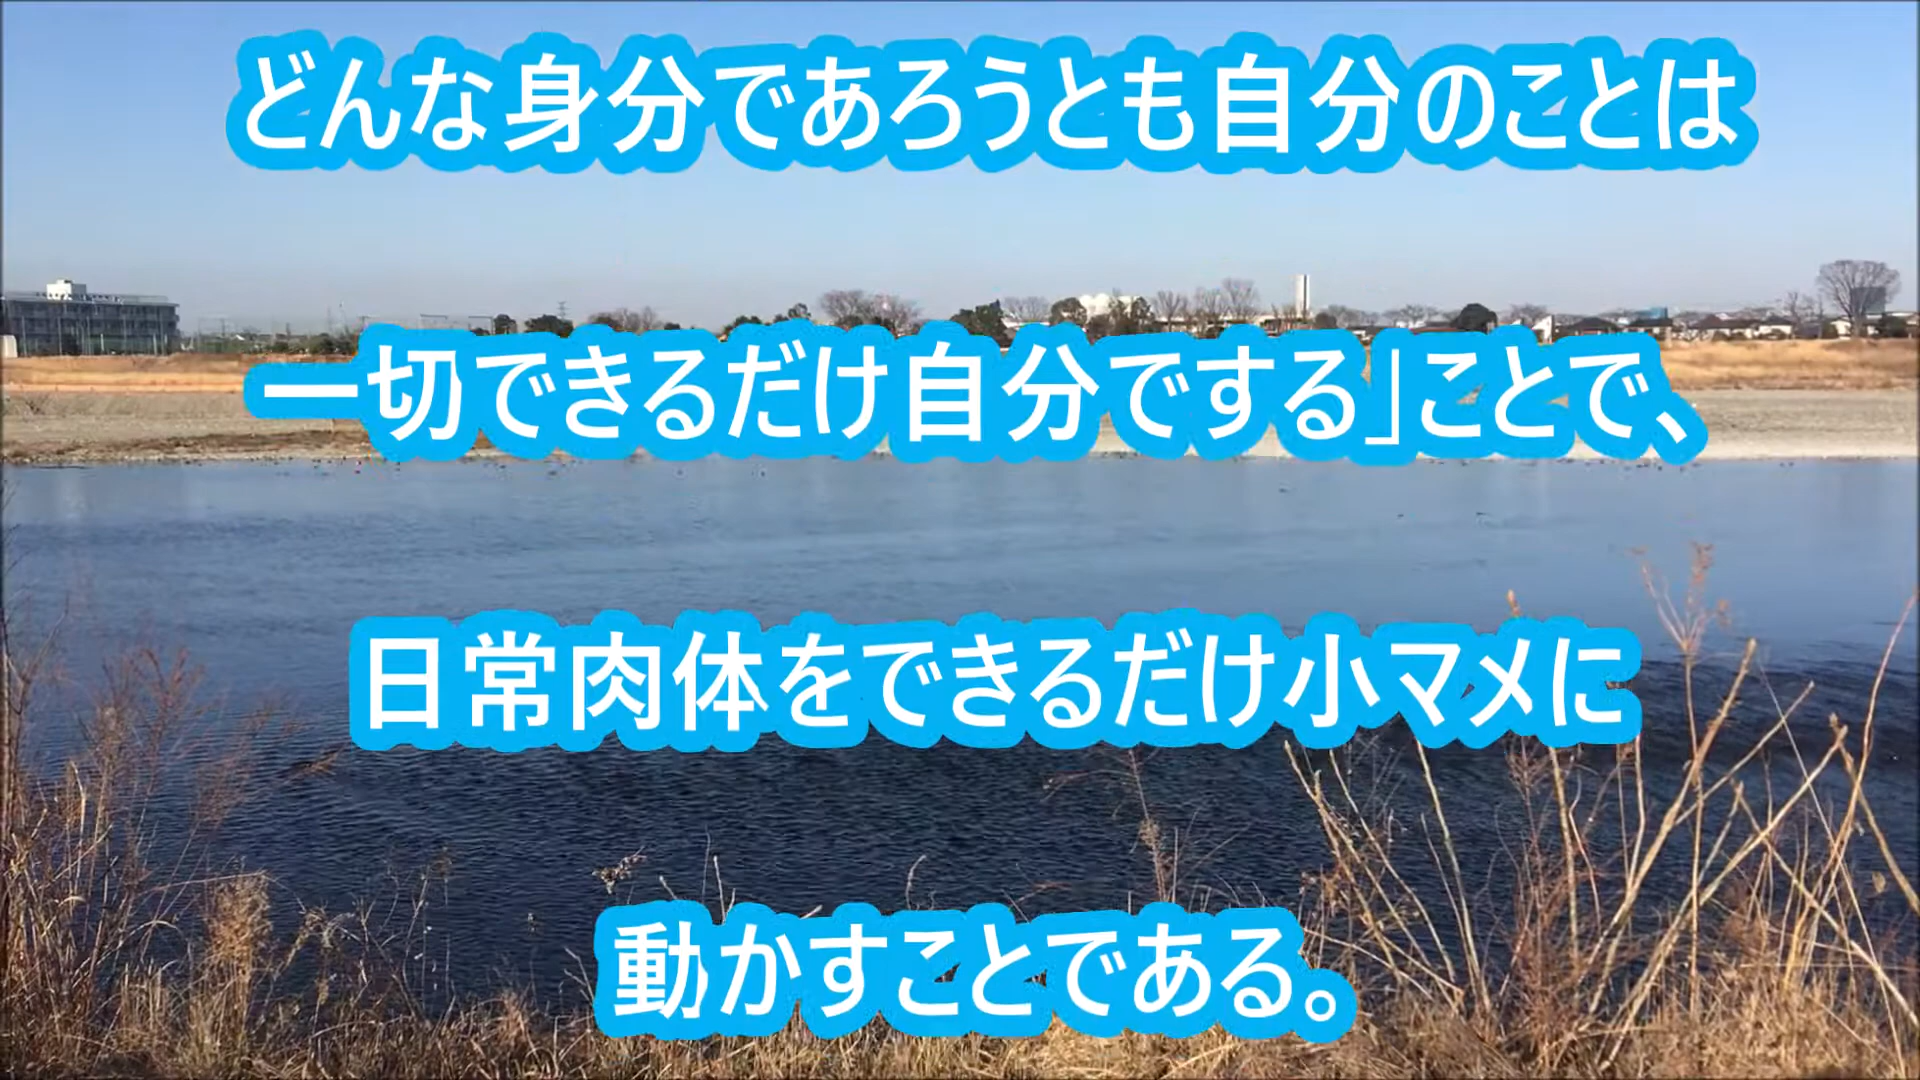 どんな身分であろうとも自分のことは
一切できるだけ自分でする」ことで、
日常肉体をできるだけ小マメに
動かすことである。